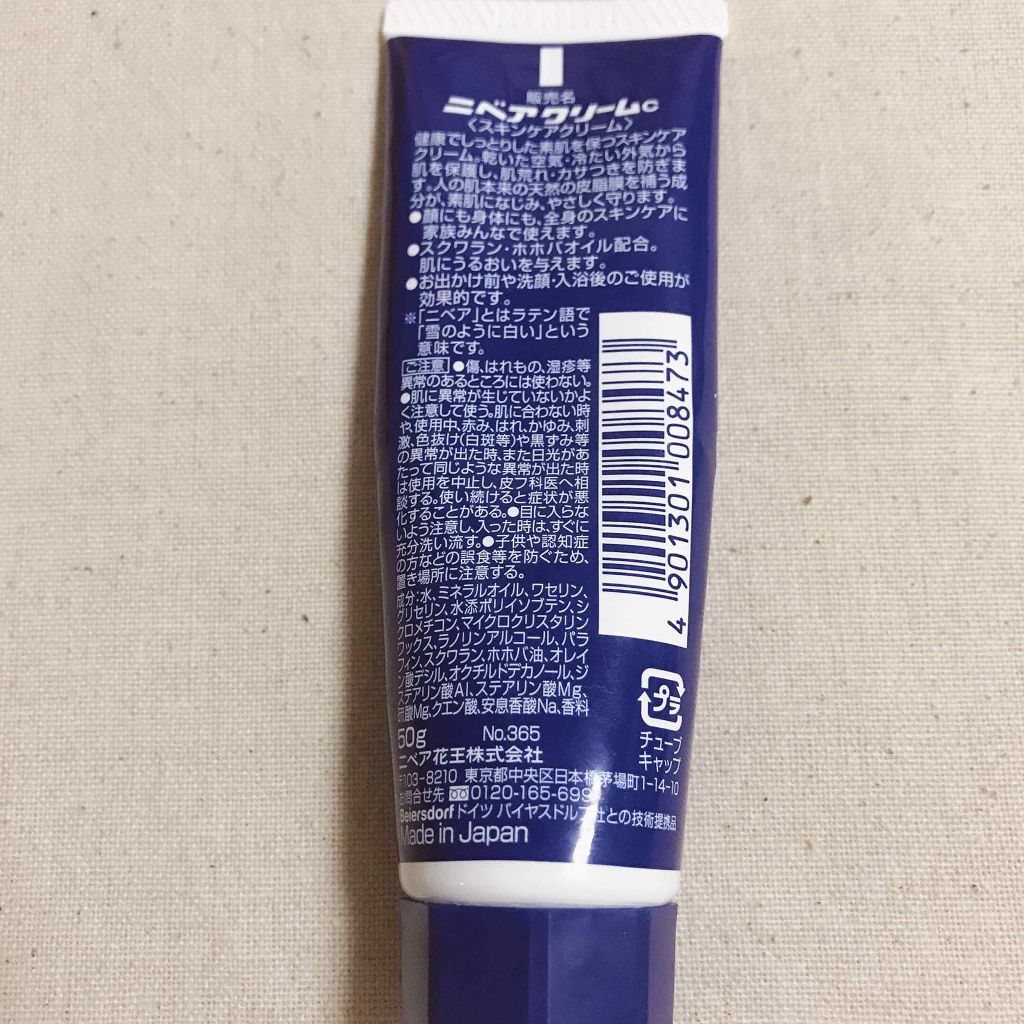 販売名
ニベアクリームc
〈スキンケアクリーム〉
健康でしっとりした素肌を保つスキンケア
クリーム。乾いた空気・冷たい外気から
肌を保護し、肌荒れ・カサつきを防ぎま
す。人の肌本来の天然の皮脂膜を補う成
分が、素肌になじみ、やさしく守ります。
●顔にも身体にも、全身のスキンケアに
家族みんなで使えます。
●スクワラン・ホホバオイル配合。
肌にうるおいを与えます。
●お出かけ前や洗顔・入浴後のご使用が
効果的です。
※「ニベア」とはラテン語で
「雪のように白い」という
意味です。
ご注意 ●傷、はれもの、湿疹等
異常のあるところには使わない。
●肌に異常が生じていないかよ
く注意して使う。肌に合わない時
や、使用中、赤み、はれ、かゆみ、刺
激、色抜け(白斑等)や黒ずみ等
の異常が出た時、また日光があ
たって同じような異常が出た時
は使用を中止し、皮フ科医へ相
談する。使い続けると症状が悪
化することがある。●目に入らな
いよう注意し、入った時は、すぐに
充分洗い流す。●子供や認知症
の方などの誤食等を防ぐため、
置き場所に注意する。
成分:水、ミネラルオイル、ワセリン、
グリセリン、水添ポリイソブテン、シ
クロメチコン、マイクロクリスタリン
ワックス、ラノリンアルコール、パラ
フィン、スクワラン、ホホバ油、オレイ
ン酸デシル、オクチルドデカノール、ジ
ステアリン酸Al、ステアリン酸Mg、
硫酸Mg、クエン酸、安息香酸Na、香料
50g No.365
ニベア花王株式会社
〒103-8210 東京都中央区日本橋茅場町1-14-10
お問合せ先 0120-165-699
Beiersdorf ドイツ バイヤスドルフ社との技術提携品
Made in Japan
4 901301 008473
プラ
チューブ
キャップ